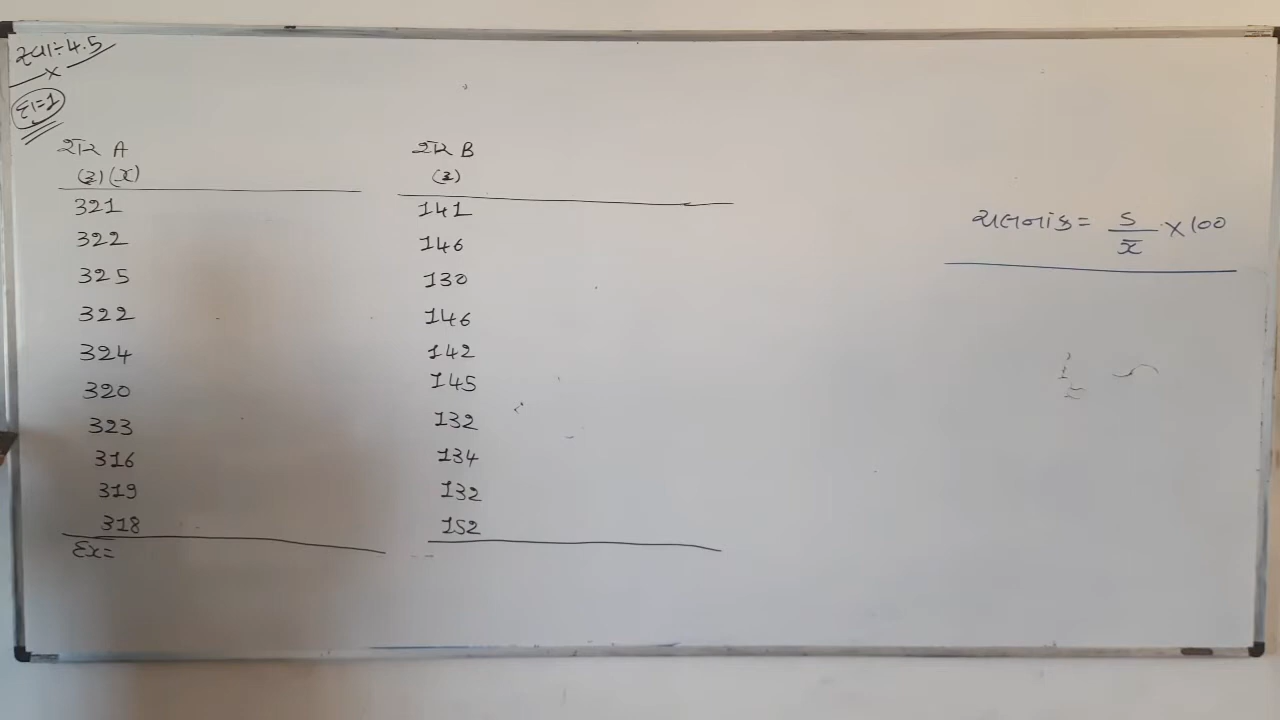 સ્વા÷4.5
દા=1
શેર A
(રૂ) (x)
321
322
325
322
324
320
323
316
319
318
Σx=
શેર B
(રૂ)
141
146
130
146
142
145
132
134
132
152
ચલનાંક = s/x̄ × 100